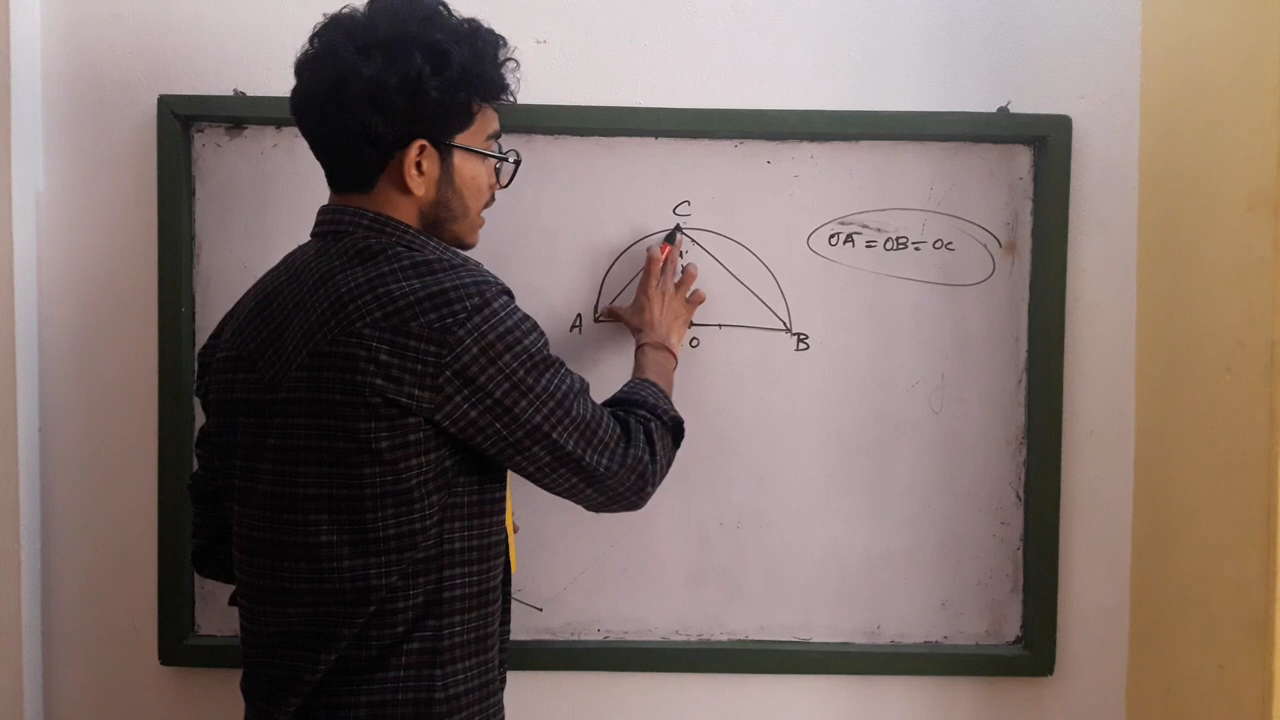 C
OA = OB = OC
A
O
B